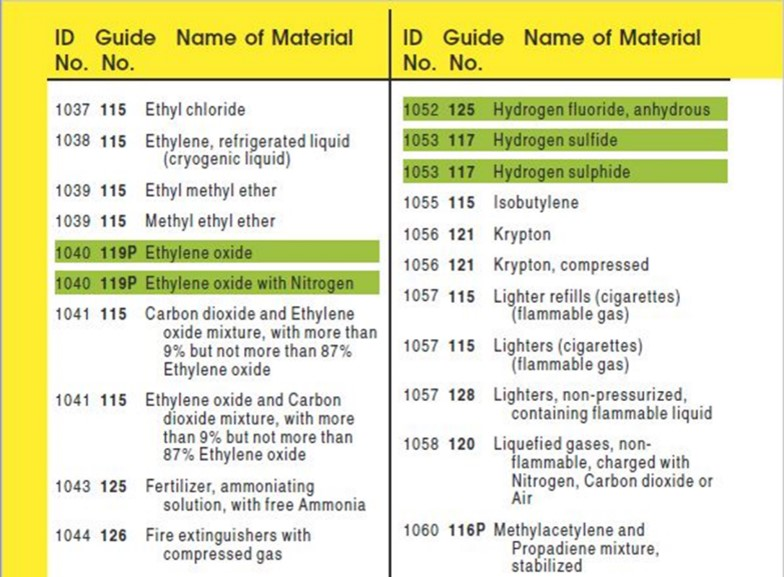 ID Guide Name of Material
No. No.
1037 115 Ethyl chloride
1038 115 Ethylene, refrigerated liquid
(cryogenic liquid)
1039 115 Ethyl methyl ether
1039 115 Methyl ethyl ether
1040 119P Ethylene oxide
1040 119P Ethylene oxide with Nitrogen
1041 115 Carbon dioxide and Ethylene
oxide mixture, with more than
9% but not more than 87%
Ethylene oxide
1041 115 Ethylene oxide and Carbon
dioxide mixture, with more
than 9% but not more than
87% Ethylene oxide
1043 125 Fertilizer, ammoniating
solution, with free Ammonia
1044 126 Fire extinguishers with
compressed gas
ID Guide Name of Material
No. No.
1052 125 Hydrogen fluoride, anhydrous
1053 117 Hydrogen sulfide
1053 117 Hydrogen sulphide
1055 115 Isobutylene
1056 121 Krypton
1056 121 Krypton, compressed
1057 115 Lighter refills (cigarettes)
(flammable gas)
1057 115 Lighters (cigarettes)
(flammable gas)
1057 128 Lighters, non-pressurized,
containing flammable liquid
1058 120 Liquefied gases, non-
flammable, charged with
Nitrogen, Carbon dioxide or
Air
1060 116P Methylacetylene and
Propadiene mixture,
stabilized